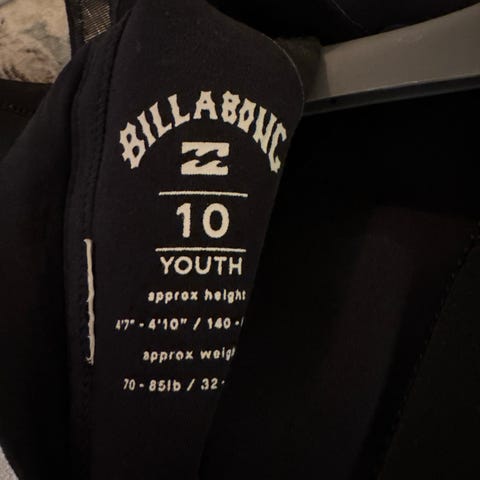 BILLABONG
10
YOUTH
approx height
4'7" - 4'10" / 140 -
approx weigh
70 - 85lb / 32 -